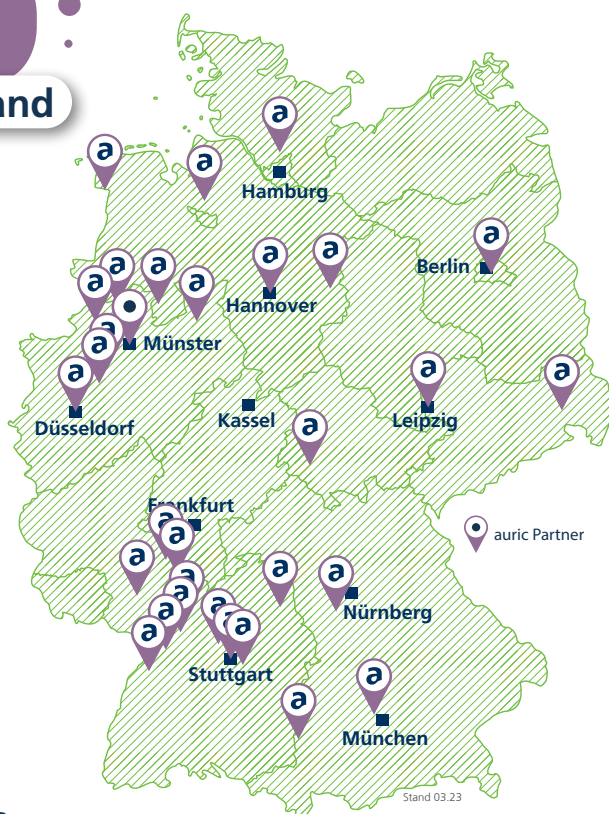 and
Hamburg
Berlin
Hannover
Münster
Düsseldorf
Kassel
Leipzig
Frankfurt
auric Partner
Nürnberg
Stuttgart
München
Stand 03.23